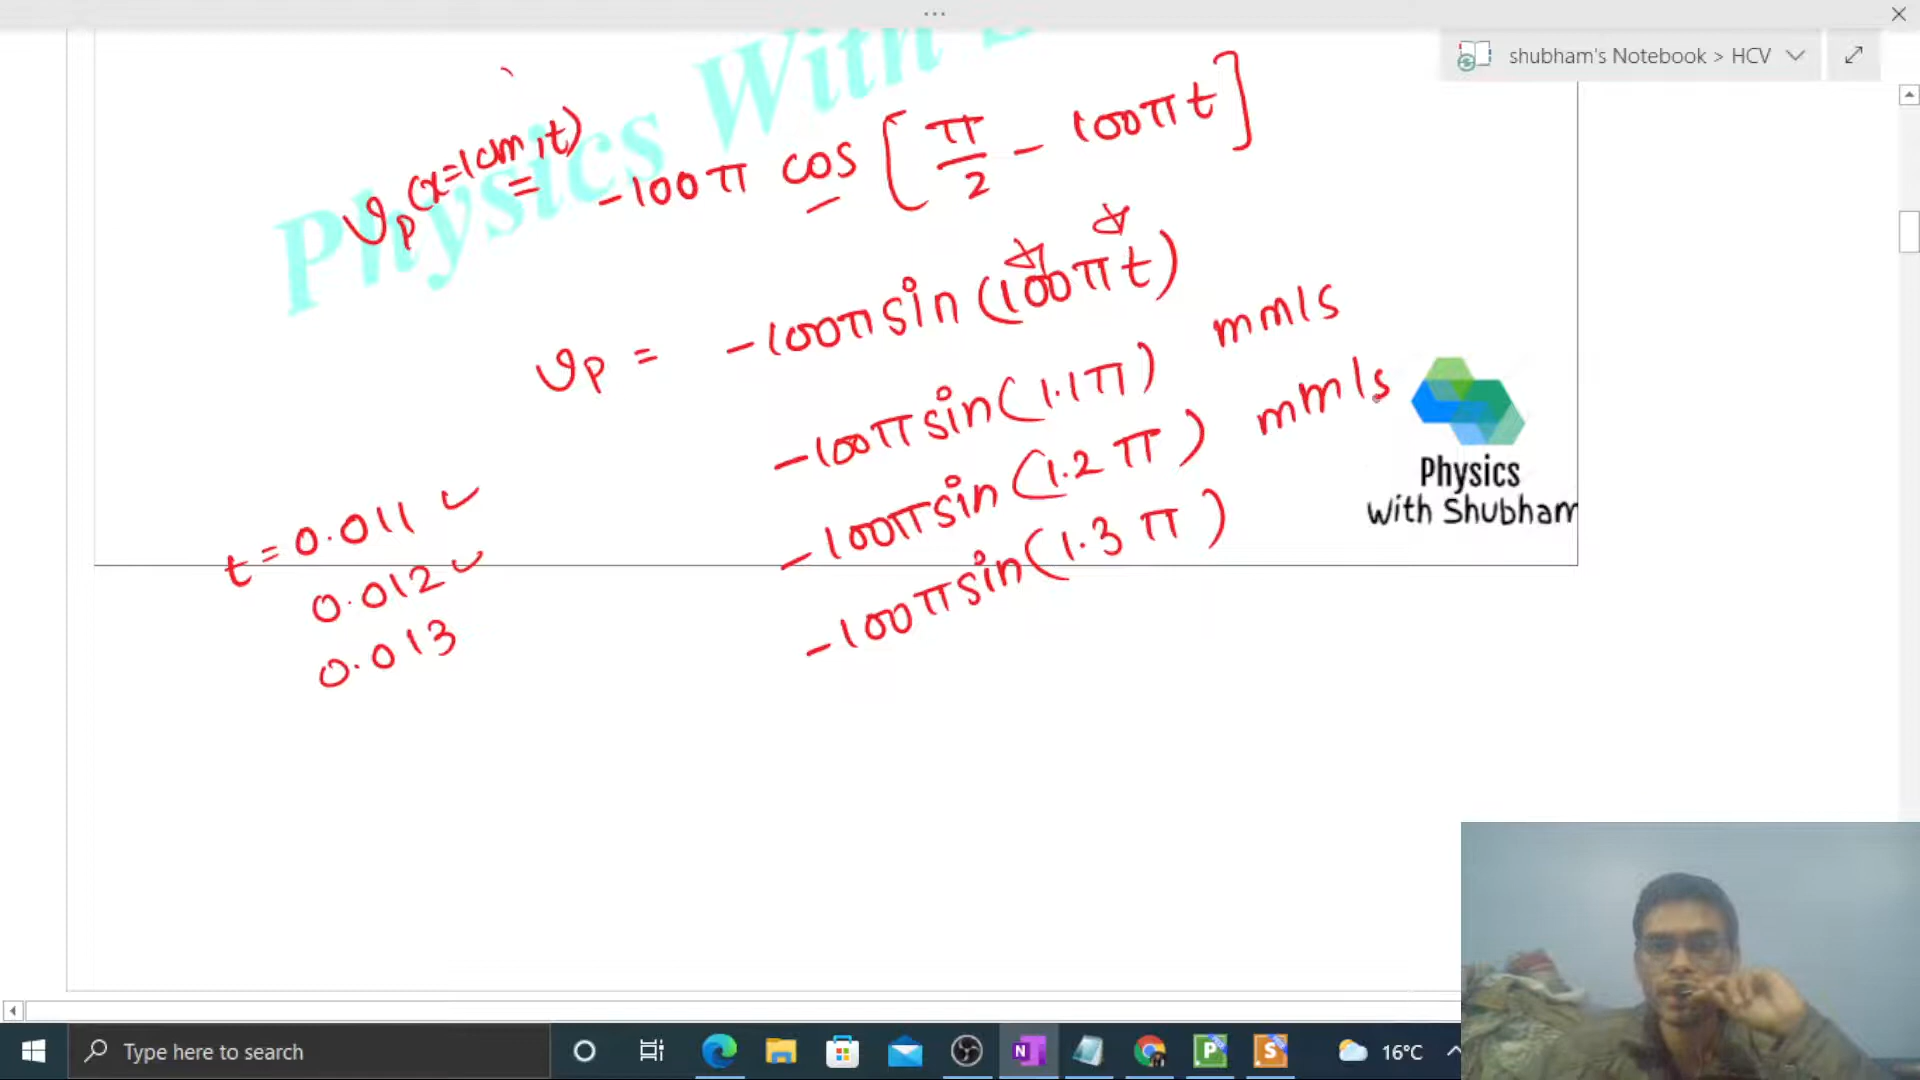 ...
shubham's Notebook > HCV
Physics With S
𝜗p(x=1cm,t) = -100π cos [π/2 - 100πt]
𝜗p = -100π sin(100πt)
-100π sin(1.1π) mm/s
-100π sin(1.2π) mm/s
-100π sin(1.3π)
t = 0.011 ✓
0.012 ✓
0.013
Physics
With Shubham
Type here to search
N
P
S
16°C